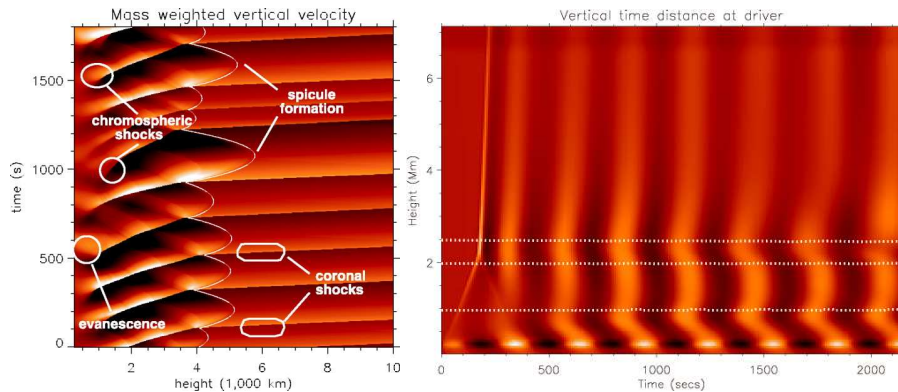 Mass weighted vertical velocity
1500
1000
500
0
time (s)
chromospheric
shocks
spicule
formation
evanescence
coronal
shocks
2
4
6
8
10
height (1,000 km)
Vertical time distance at driver
6
4
2
Height (Mm)
0
500
1000
1500
2000
Time (secs)